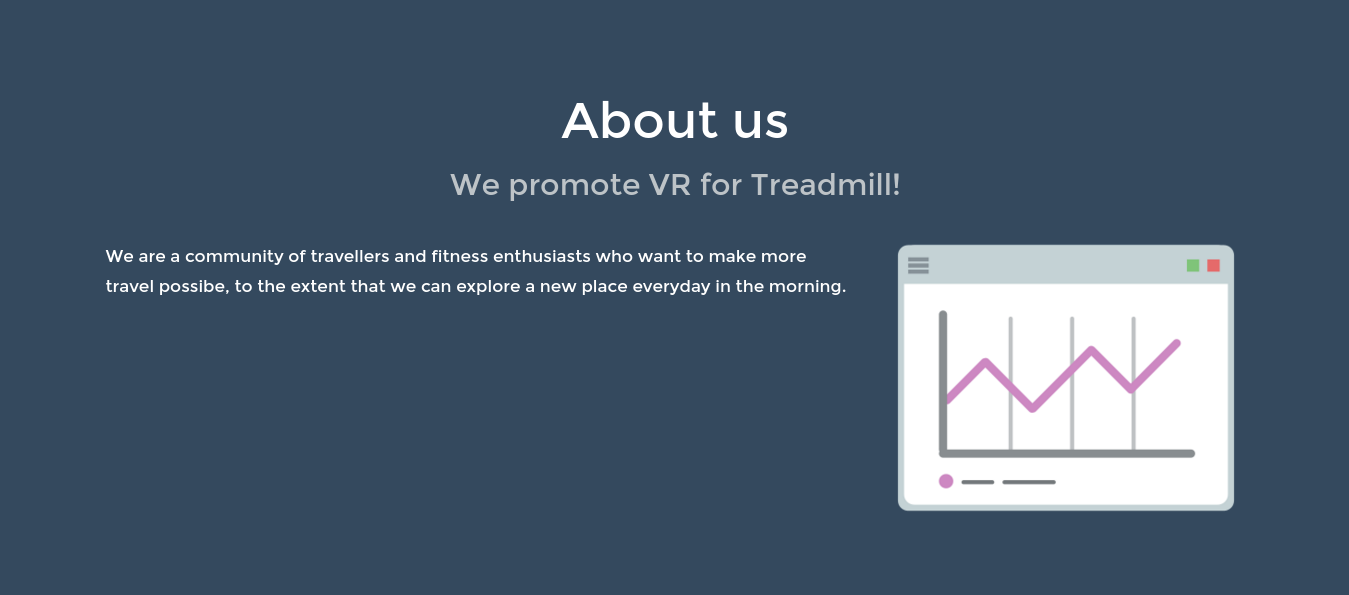 About us
We promote VR for Treadmill!
We are a community of travellers and fitness enthusiasts who want to make more
travel possibe, to the extent that we can explore a new place everyday in the morning.